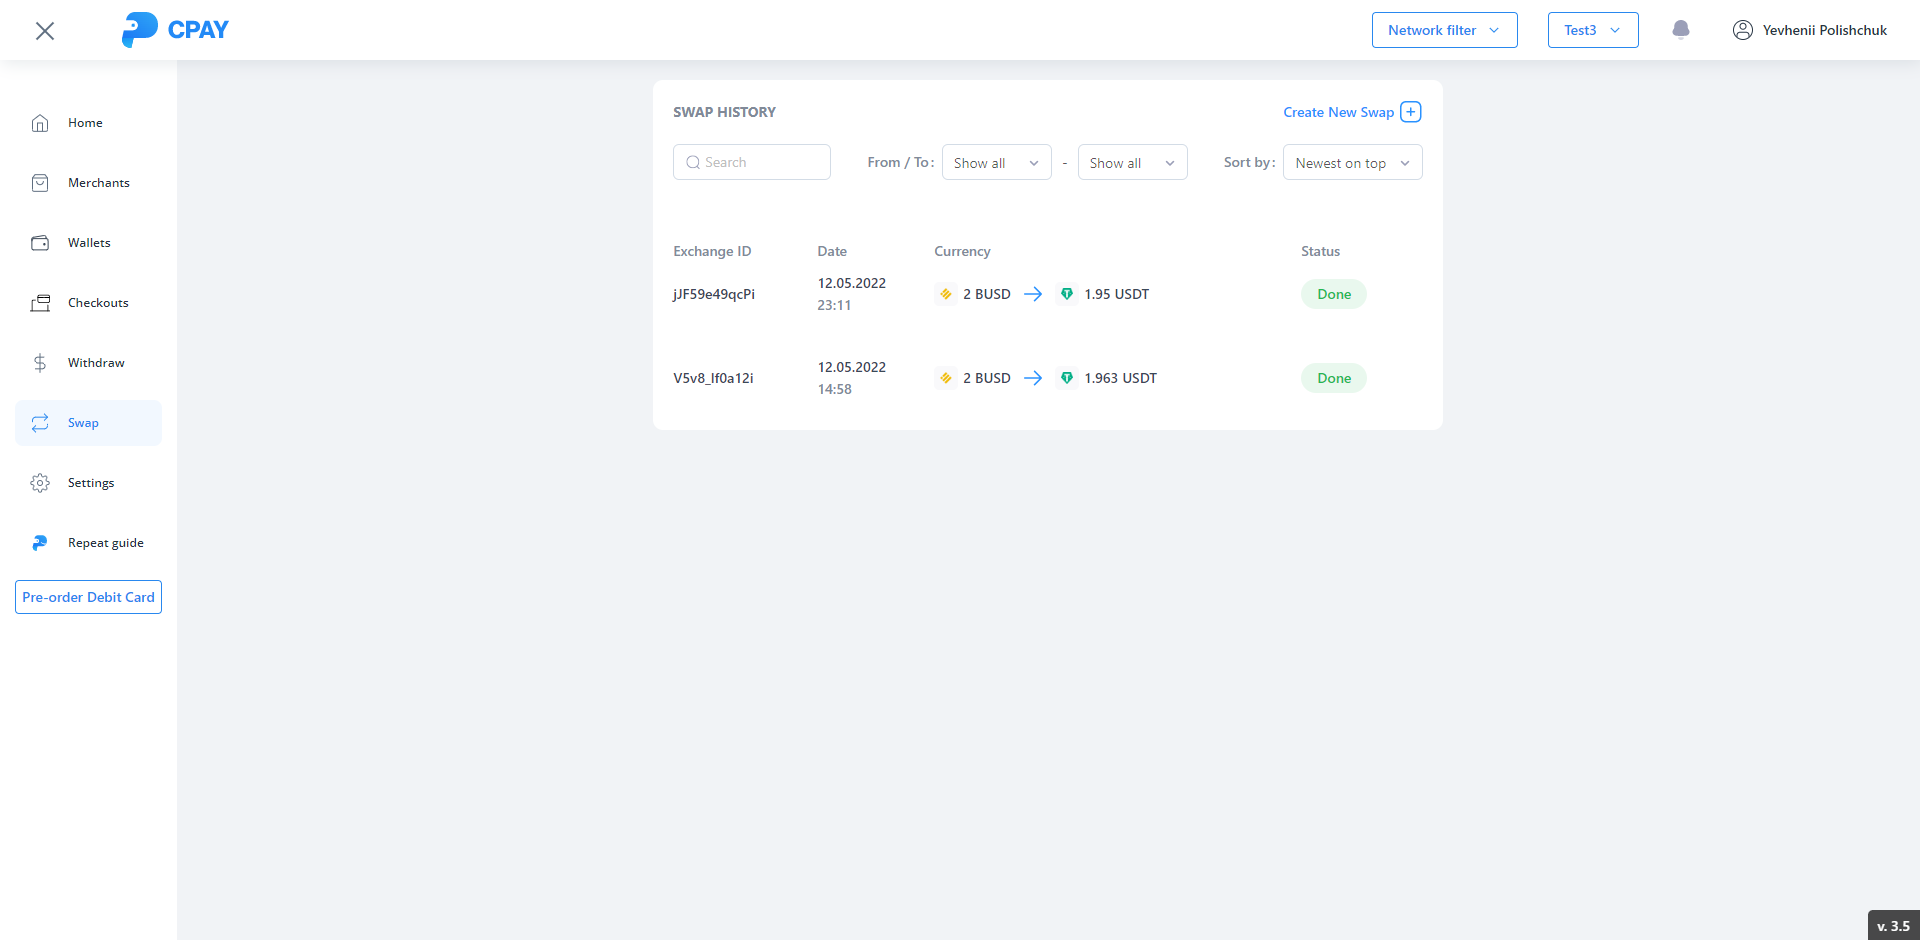 CPAY
Network filter
Test3
Yevhenii Polishchuk
Home
Merchants
Wallets
Checkouts
Withdraw
Swap
Settings
Repeat guide
Pre-order Debit Card
SWAP HISTORY
Create New Swap
Search
From / To:
Show all
-
Show all
Sort by:
Newest on top
Exchange ID Date Currency Status
jJF59e49qcPi 12.05.2022 23:11 2 BUSD 1.95 USDT Done
V5v8_lf0a12i 12.05.2022 14:58 2 BUSD 1.963 USDT Done
v. 3.5